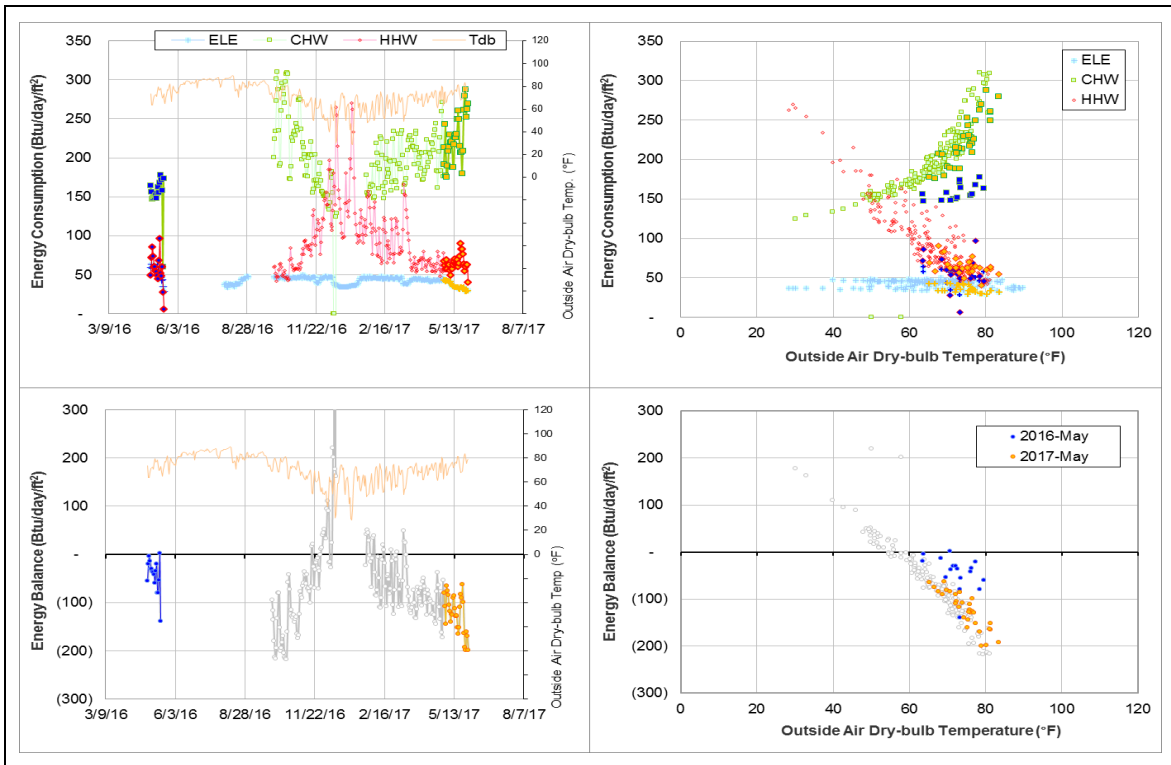 ELE CHW HHW Tdb
Energy Consumption (Btu/day/ft²)
350
300
250
200
150
100
50
-
120
100
80
60
40
20
0
Outside Air Dry-bulb Temp. (°F)
3/9/16 6/3/16 8/28/16 11/22/16 2/16/17 5/13/17 8/7/17
Energy Consumption (Btu/day/ft²)
350
300
250
200
150
100
50
-
ELE
CHW
HHW
0 20 40 60 80 100 120
Outside Air Dry-bulb Temperature (°F)
Energy Balance (Btu/day/ft²)
300
200
100
-
(100)
(200)
(300)
120
100
80
60
40
20
0
Outside Air Dry-bulb Temp (°F)
3/9/16 6/3/16 8/28/16 11/22/16 2/16/17 5/13/17 8/7/17
Energy Balance (Btu/day/ft²)
300
200
100
-
(100)
(200)
(300)
2016-May
2017-May
0 20 40 60 80 100 120
Outside Air Dry-bulb Temperature (°F)